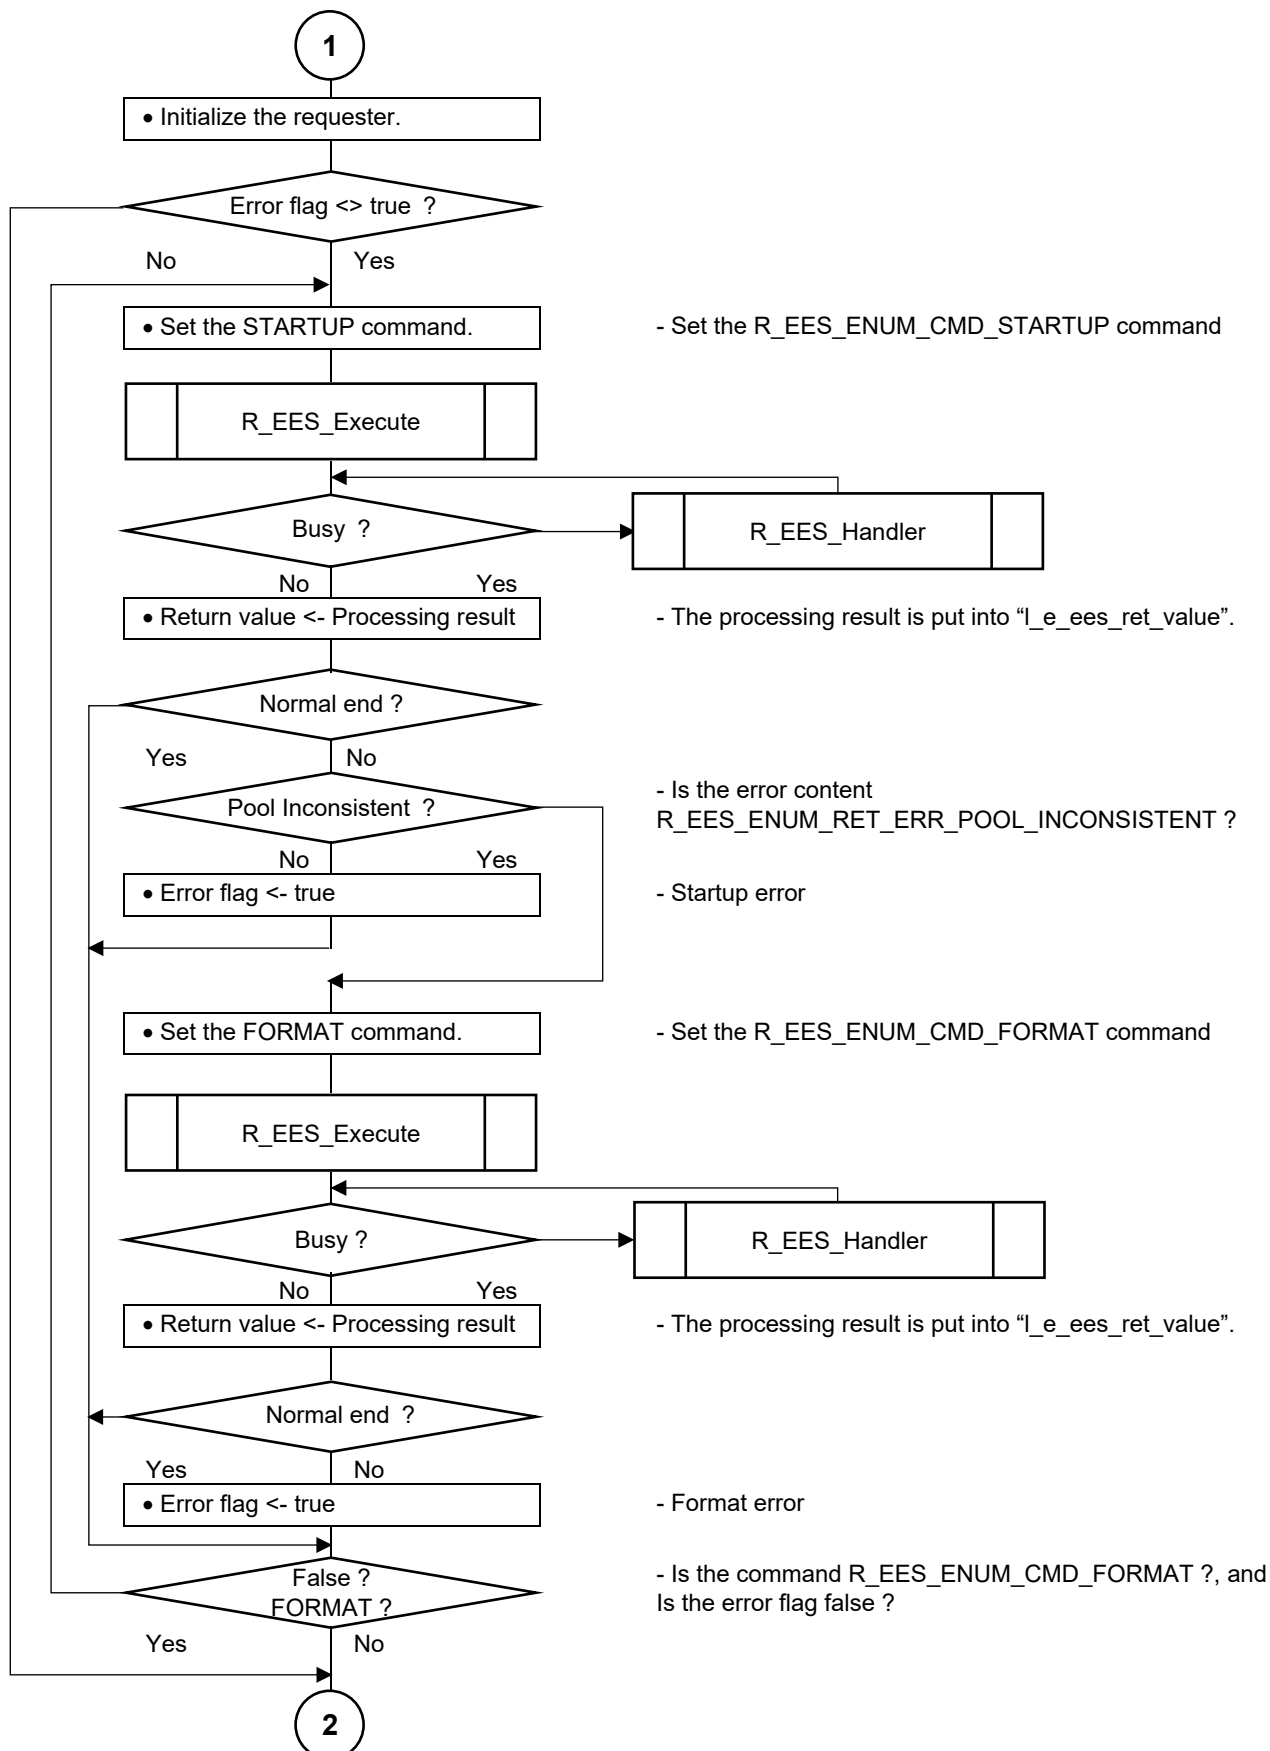 1
• Initialize the requester.
Error flag <> true ?
No Yes
• Set the STARTUP command. - Set the R_EES_ENUM_CMD_STARTUP command
R_EES_Execute
Busy ? R_EES_Handler
No Yes
• Return value <- Processing result - The processing result is put into “l_e_ees_ret_value”.
Normal end ?
Yes No
Pool Inconsistent ? - Is the error content
R_EES_ENUM_RET_ERR_POOL_INCONSISTENT ?
No Yes
• Error flag <- true - Startup error
• Set the FORMAT command. - Set the R_EES_ENUM_CMD_FORMAT command
R_EES_Execute
Busy ? R_EES_Handler
No Yes
• Return value <- Processing result - The processing result is put into “l_e_ees_ret_value”.
Normal end ?
Yes No
• Error flag <- true - Format error
False ? - Is the command R_EES_ENUM_CMD_FORMAT ?, and
FORMAT ? Is the error flag false ?
Yes No
2